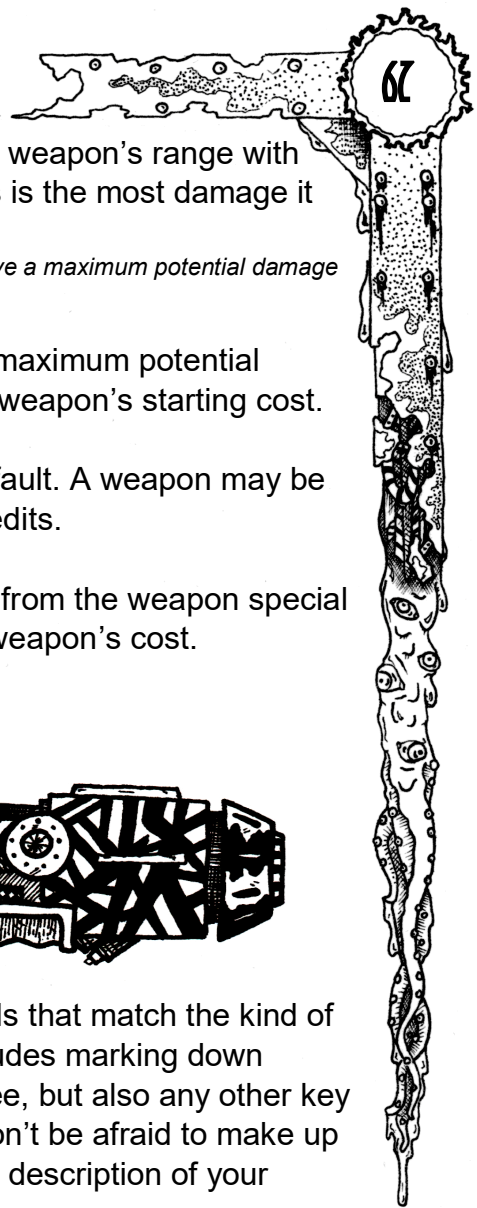 weapon’s range with
s is the most damage it
ve a maximum potential damage
maximum potential
weapon’s starting cost.
fault. A weapon may be
edits.
from the weapon special
weapon’s cost.
ls that match the kind of
udes marking down
ee, but also any other key
on’t be afraid to make up
description of your